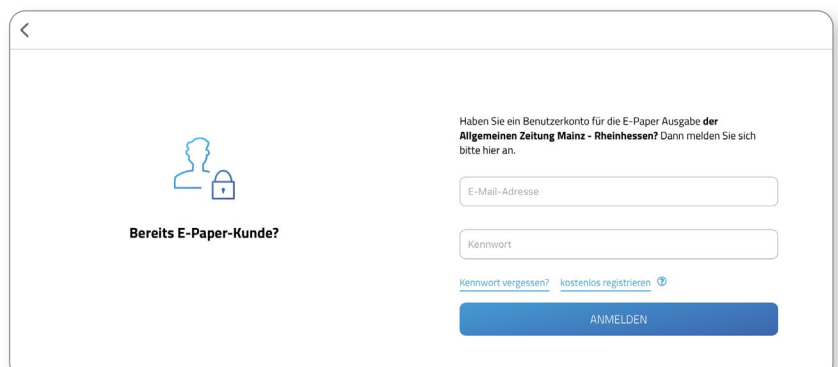 Haben Sie ein Benutzerkonto für die E-Paper Ausgabe der
Allgemeinen Zeitung Mainz - Rheinhessen? Dann melden Sie sich
bitte hier an.
E-Mail-Adresse
Bereits E-Paper-Kunde?
Kennwort
Kennwort vergessen? kostenlos registrieren ?
ANMELDEN